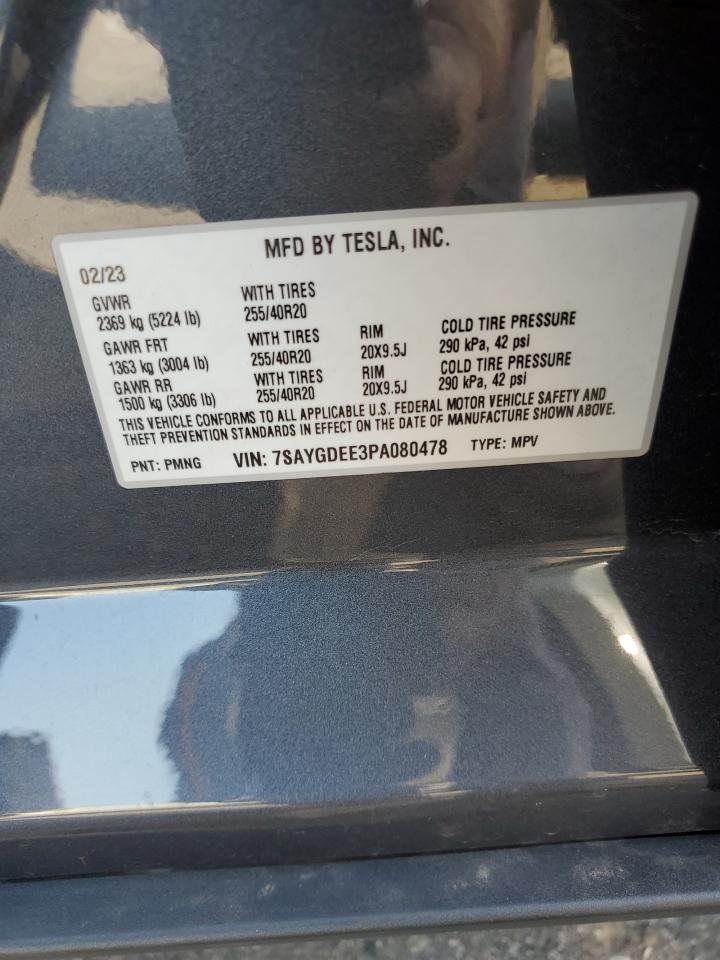 MFD BY TESLA, INC.
02/23
GVWR WITH TIRES
2369 kg (5224 lb) 255/40R20
GAWR FRT WITH TIRES RIM COLD TIRE PRESSURE
1363 kg (3004 lb) 255/40R20 20X9.5J 290 kPa, 42 psi
GAWR RR WITH TIRES RIM COLD TIRE PRESSURE
1500 kg (3306 lb) 255/40R20 20X9.5J 290 kPa, 42 psi
THIS VEHICLE CONFORMS TO ALL APPLICABLE U.S. FEDERAL MOTOR VEHICLE SAFETY AND
THEFT PREVENTION STANDARDS IN EFFECT ON THE DATE OF MANUFACTURE SHOWN ABOVE.
PNT: PMNG VIN: 7SAYGDEE3PA080478 TYPE: MPV